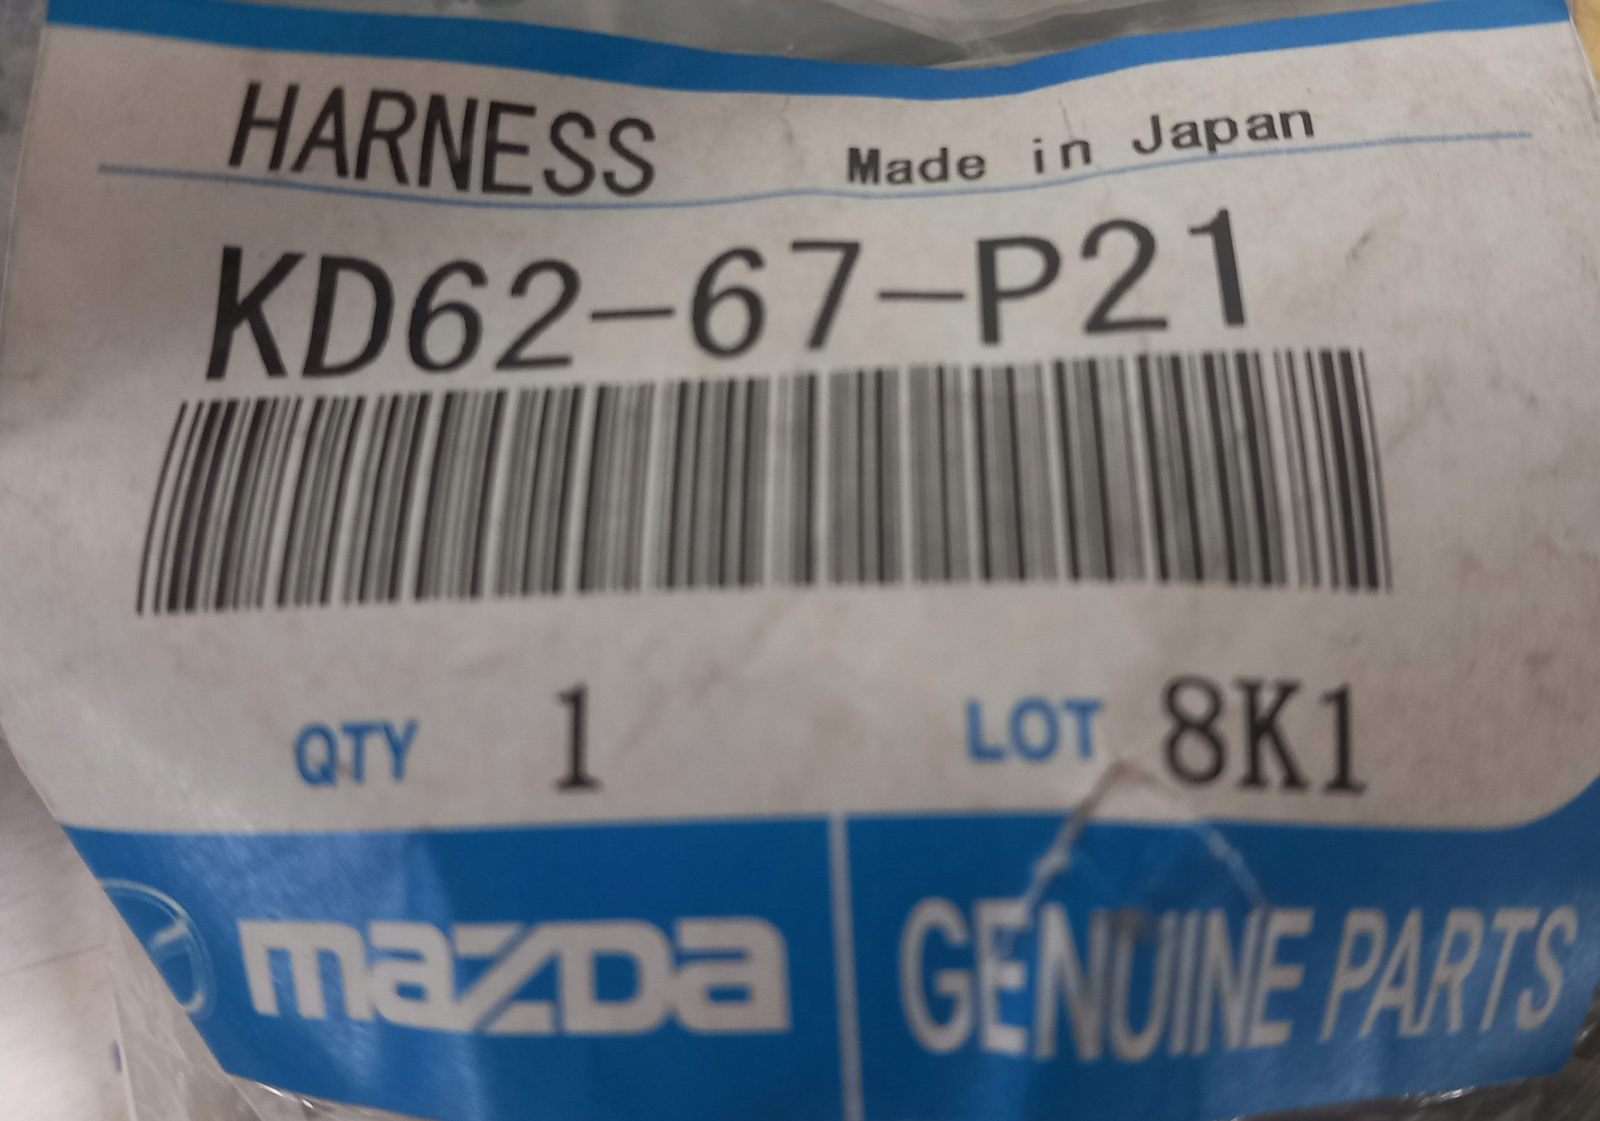 HARNESS Made in Japan
KD62-67-P21
QTY 1 LOT 8K1
mazda GENUINE PARTS